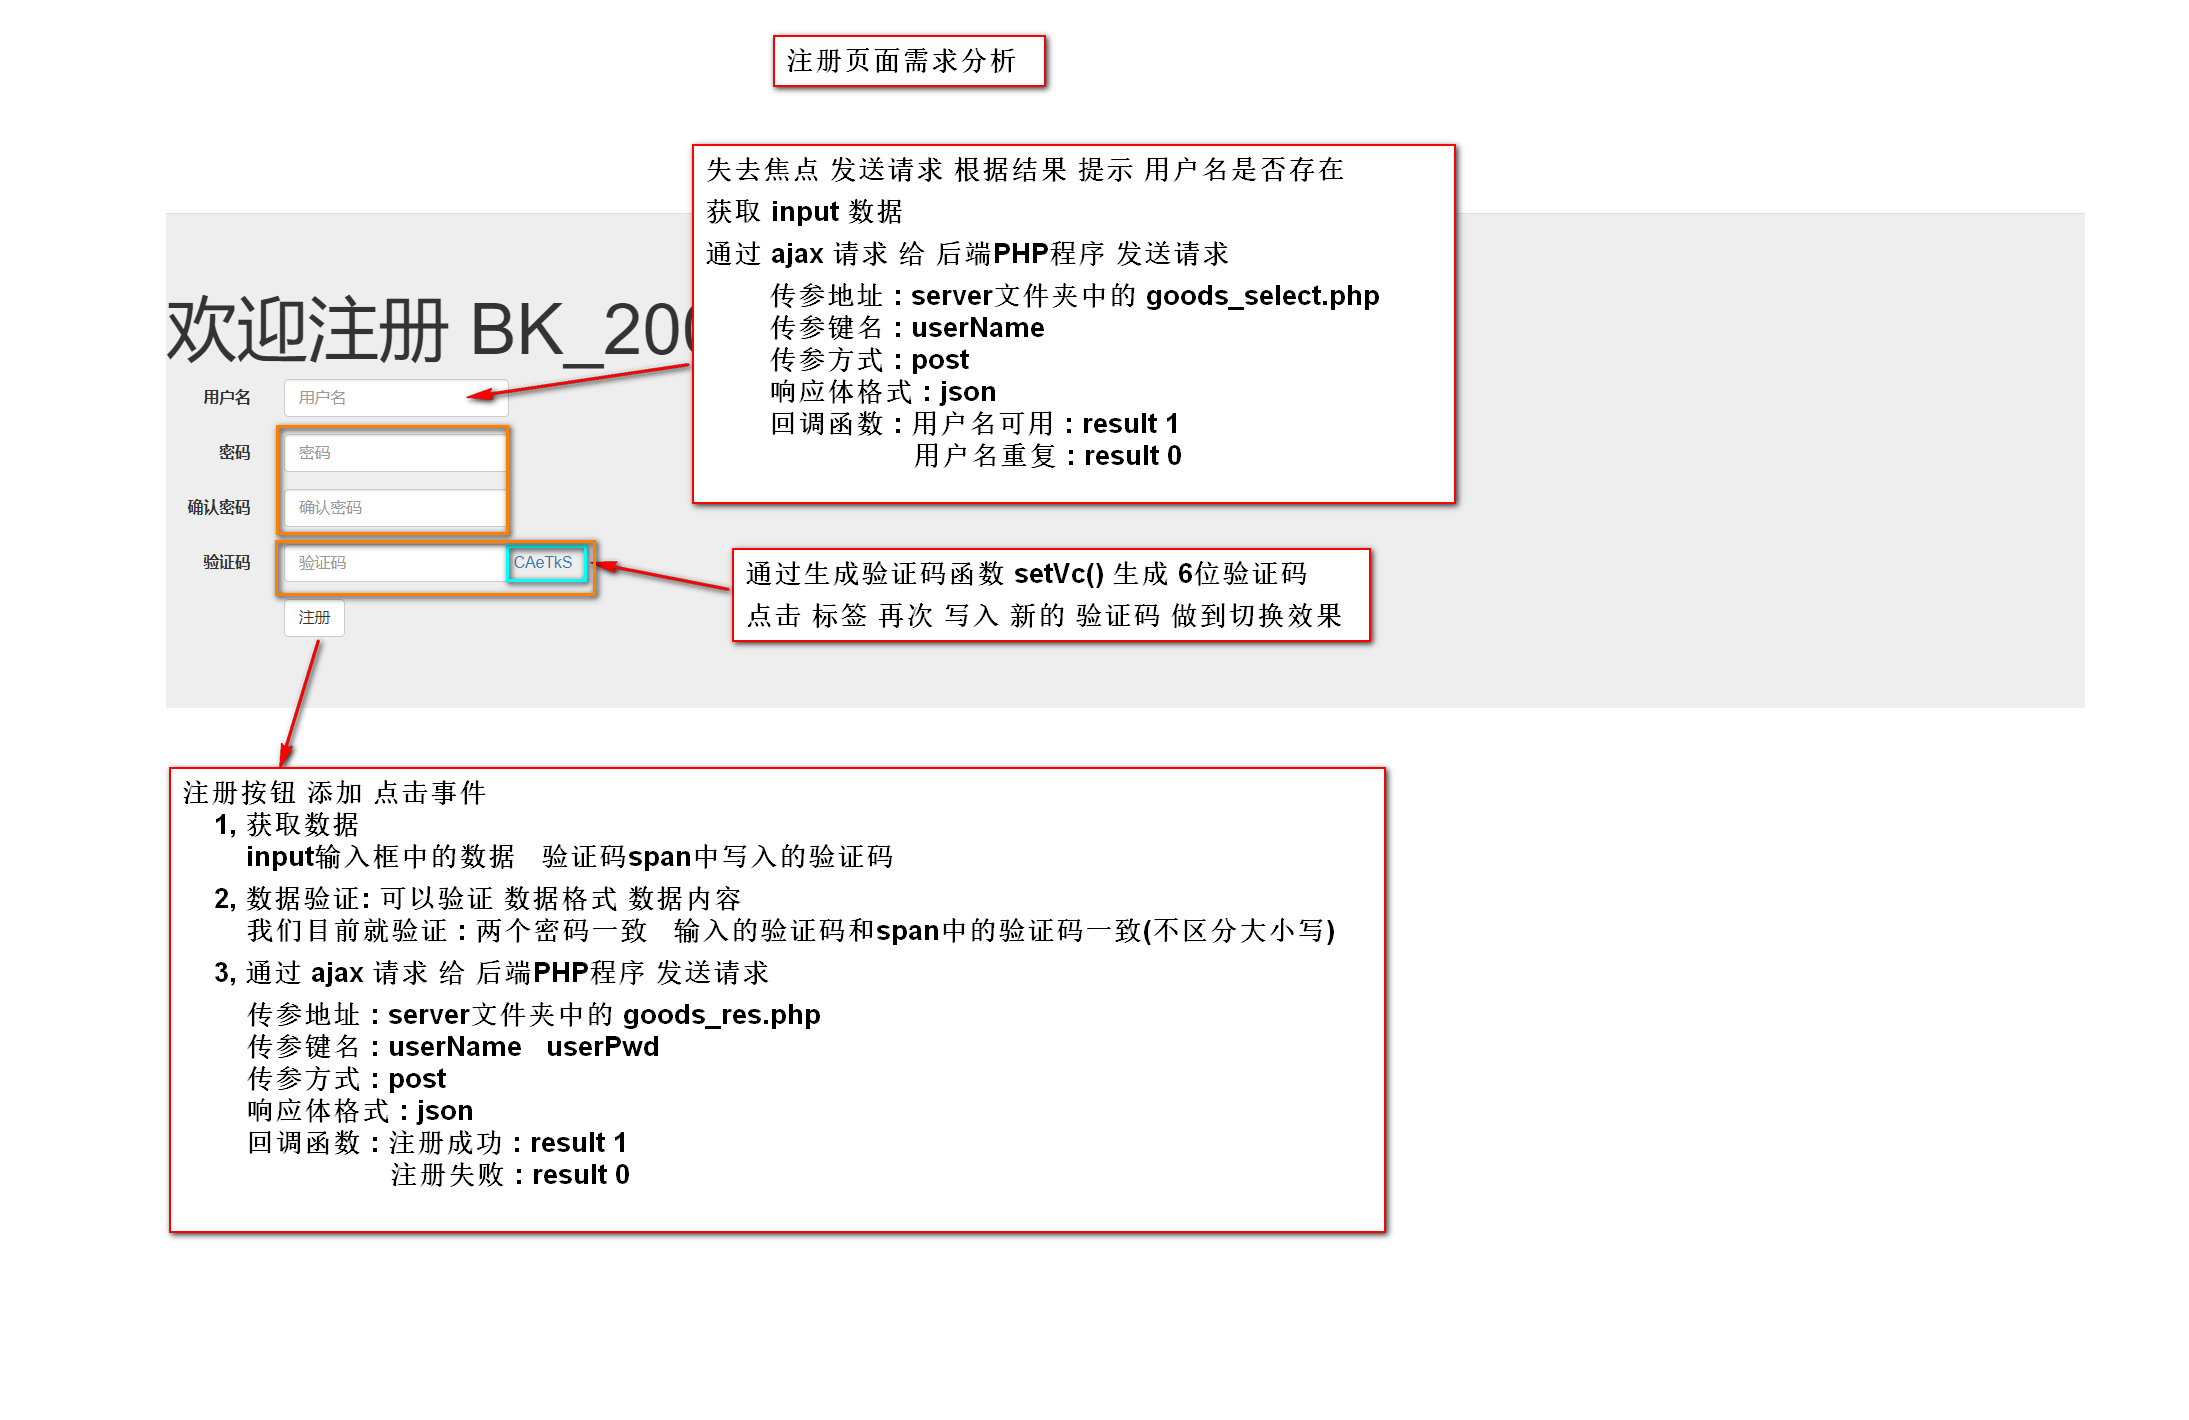 注册页面需求分析
失去焦点 发送请求 根据结果 提示 用户名是否存在
获取 input 数据
通过 ajax 请求 给 后端PHP程序 发送请求
传参地址：server文件夹中的 goods_select.php
传参键名：userName
传参方式：post
响应体格式：json
回调函数：用户名可用：result 1
用户名重复：result 0
欢迎注册 BK_200
用户名 用户名
密码 密码
确认密码 确认密码
验证码 验证码 CAeTkS
注册
通过生成验证码函数 setVc() 生成 6位验证码
点击 标签 再次 写入 新的 验证码 做到切换效果
注册按钮 添加 点击事件
1, 获取数据
input输入框中的数据 验证码span中写入的验证码
2, 数据验证: 可以验证 数据格式 数据内容
我们目前就验证：两个密码一致 输入的验证码和span中的验证码一致(不区分大小写)
3, 通过 ajax 请求 给 后端PHP程序 发送请求
传参地址：server文件夹中的 goods_res.php
传参键名：userName userPwd
传参方式：post
响应体格式：json
回调函数：注册成功：result 1
注册失败：result 0